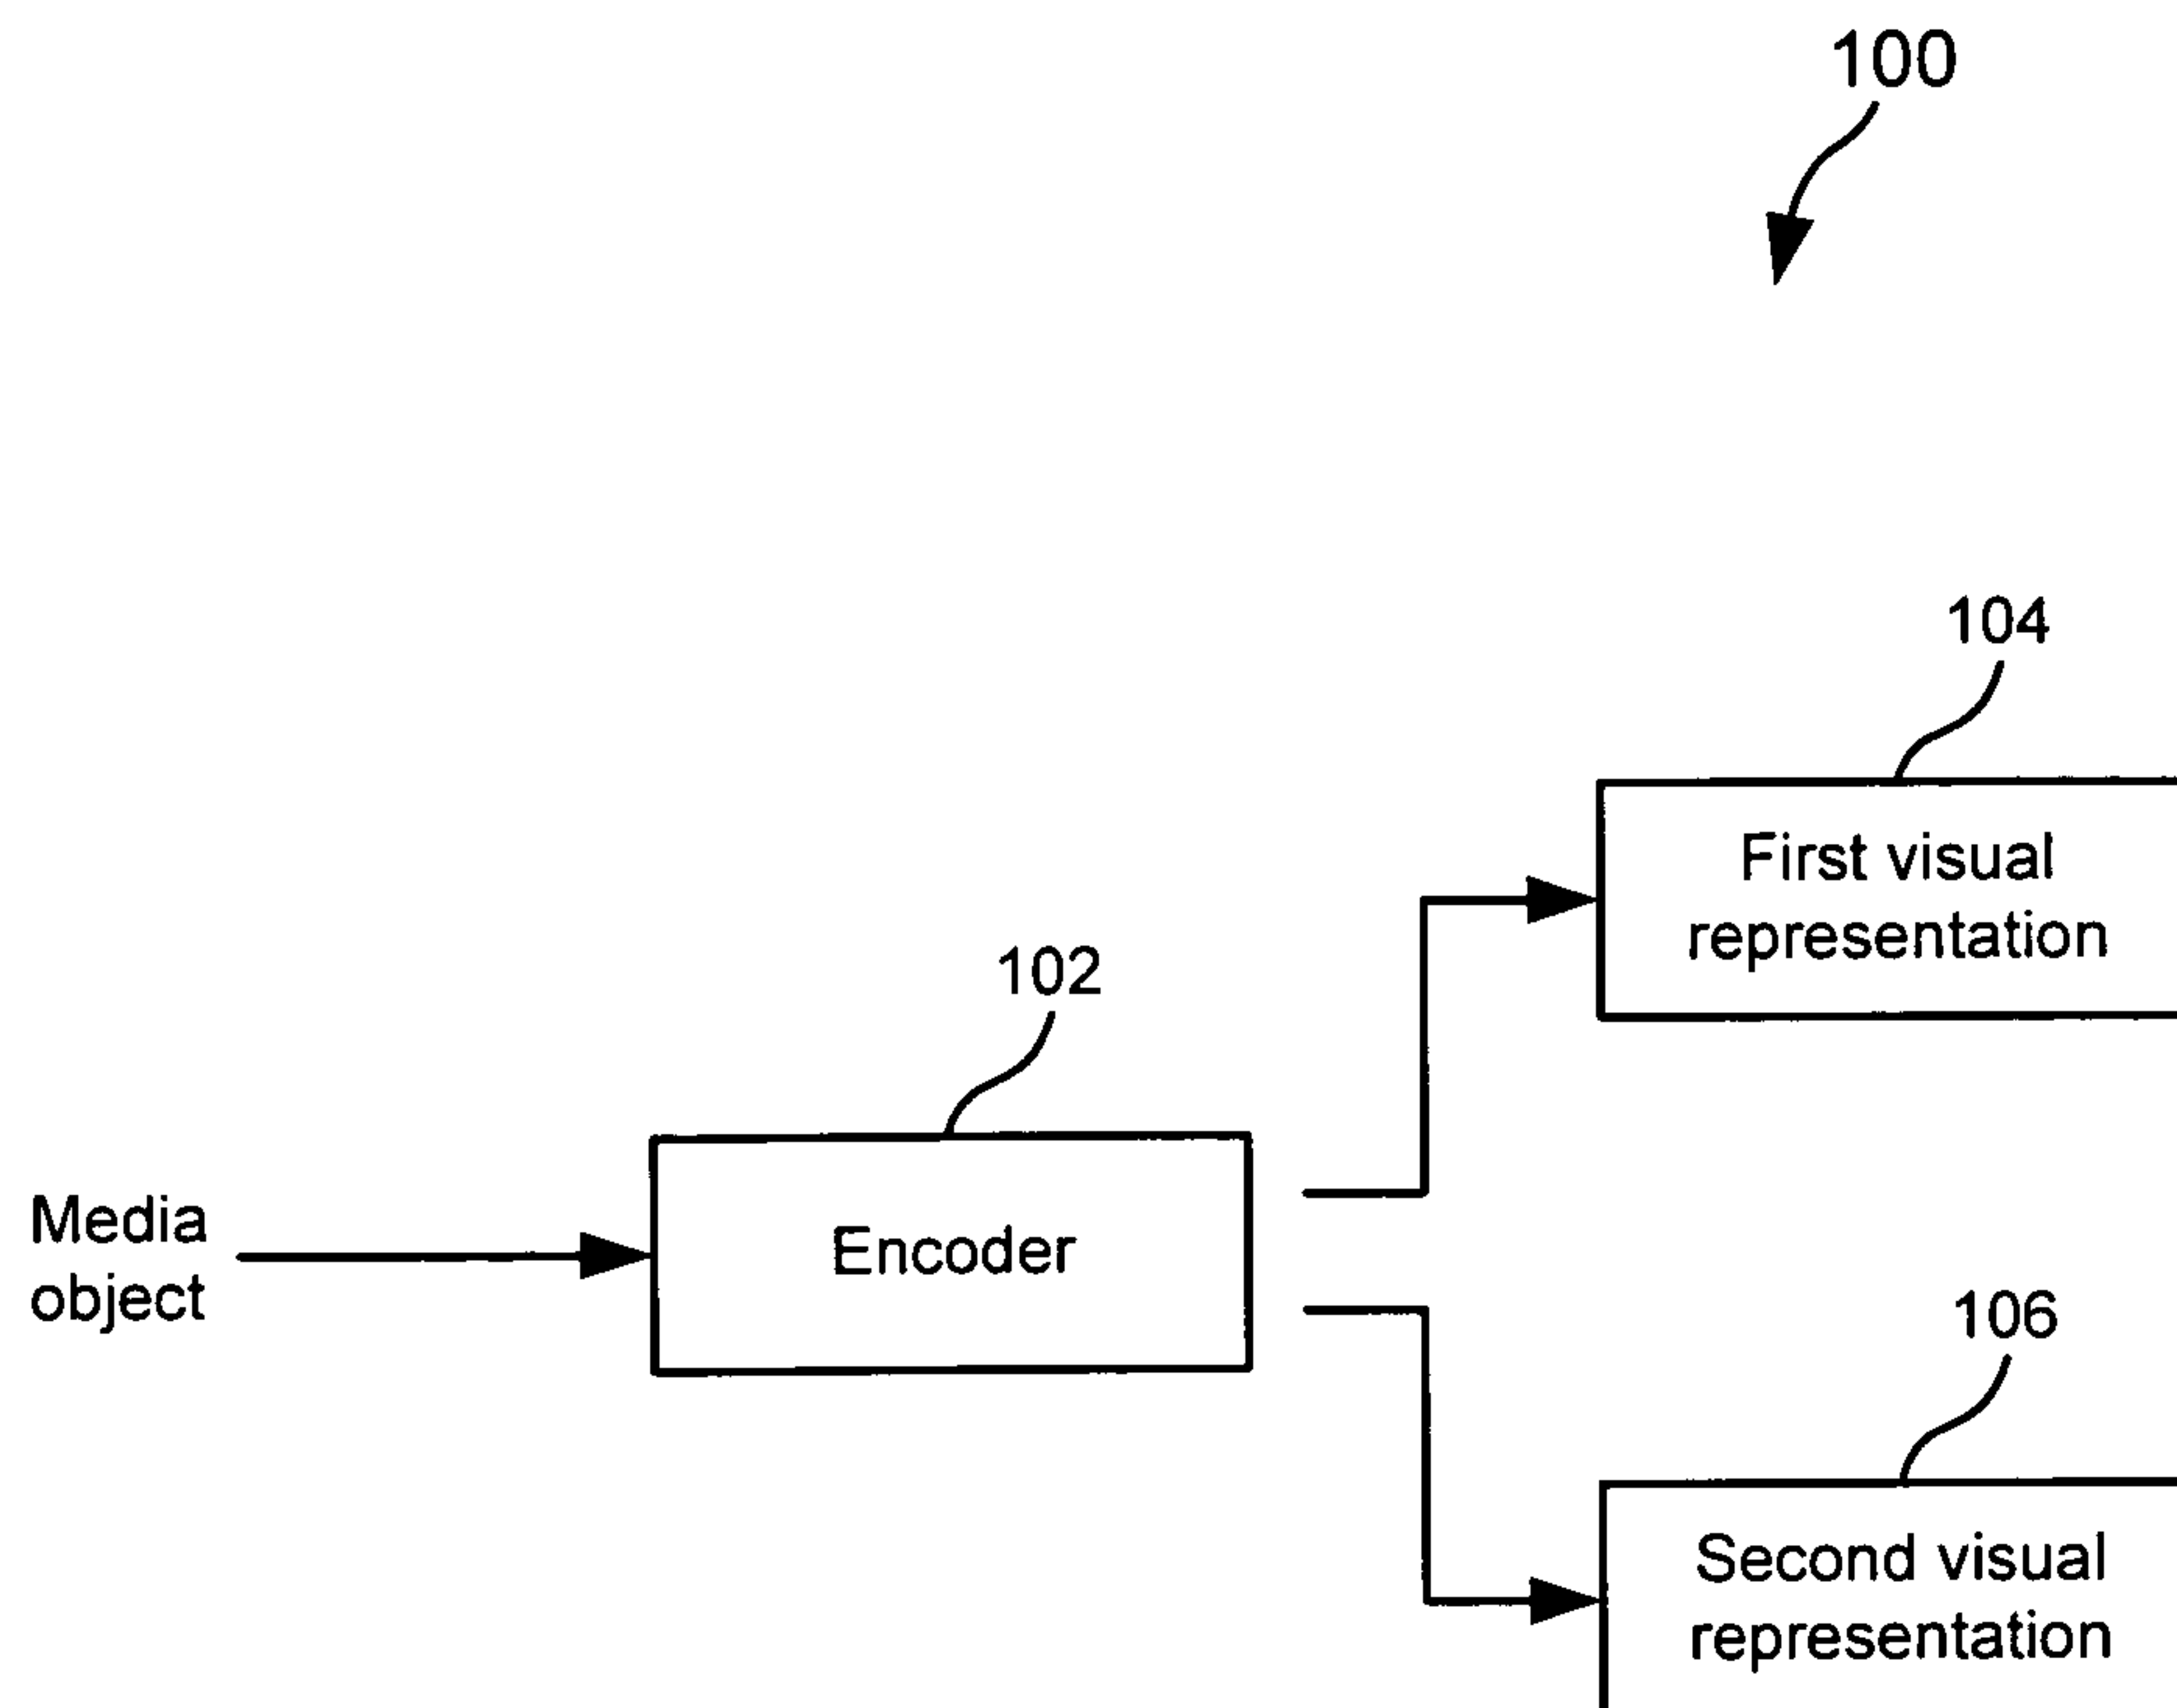 100
104
First visual
representation
102
Media
object
Encoder
106
Second visual
representation